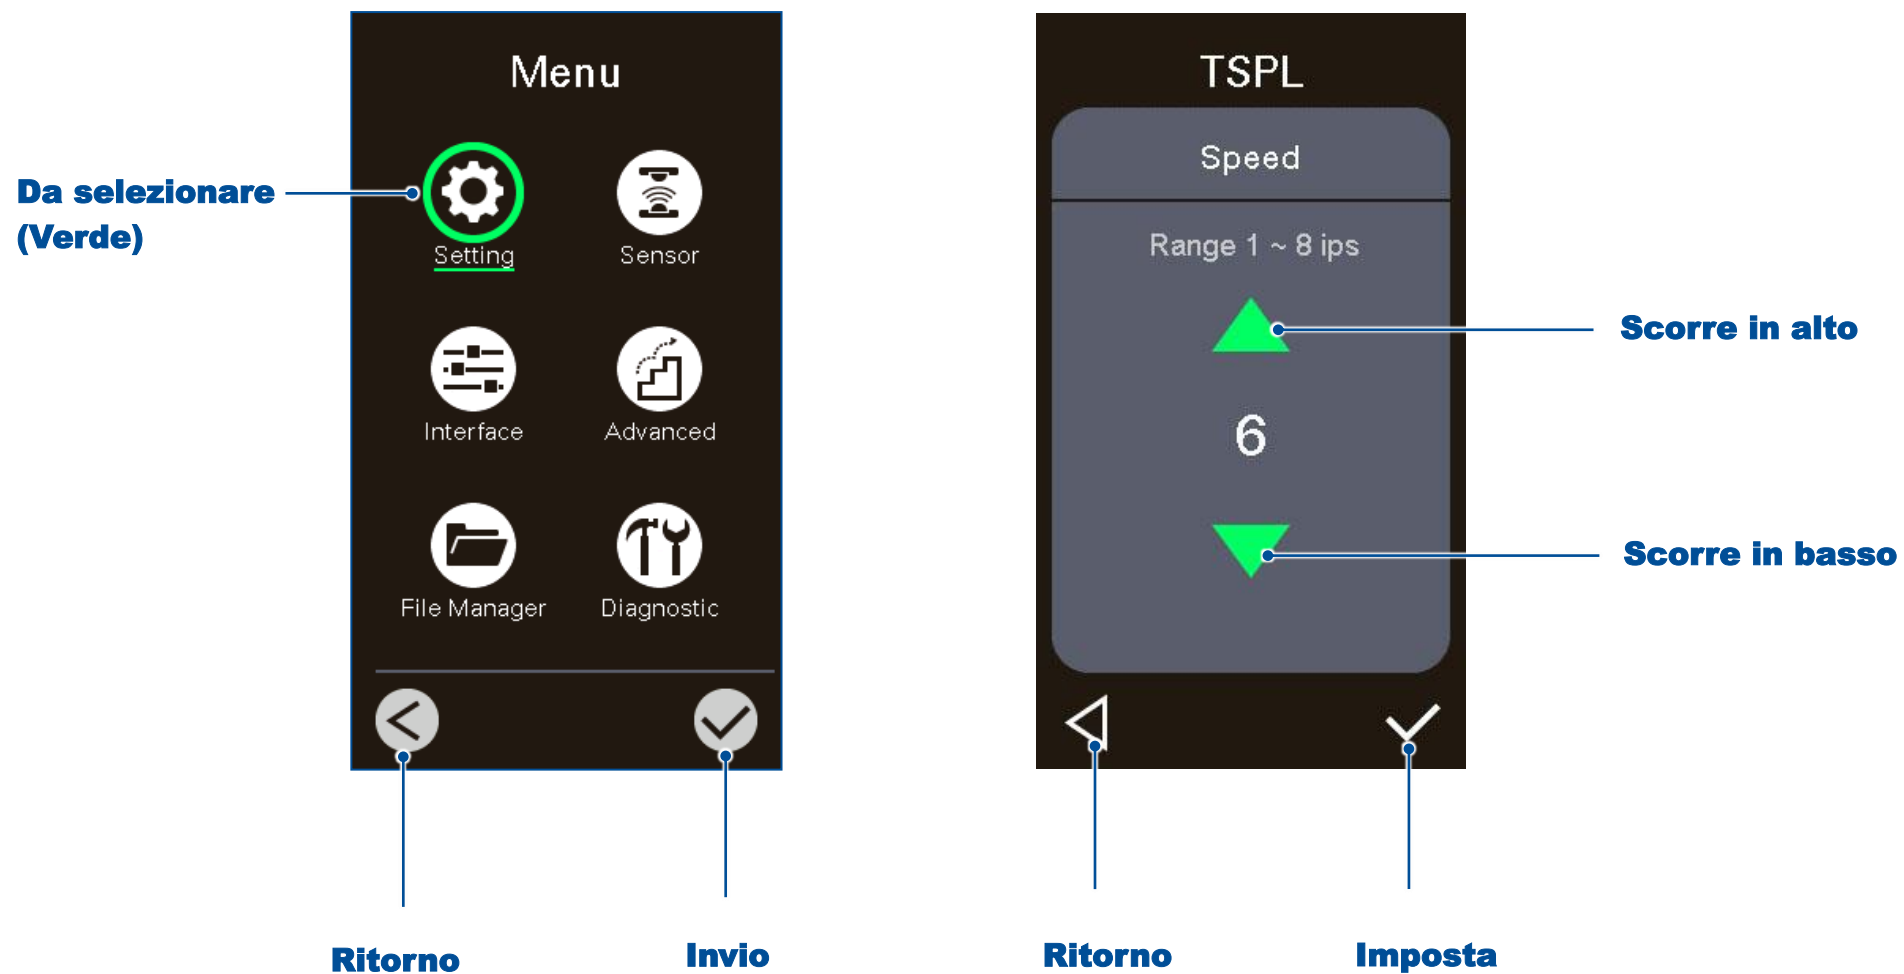 Menu
Da selezionare
(Verde)
Setting
Sensor
Interface
Advanced
File Manager
Diagnostic
Ritorno
Invio
TSPL
Speed
Range 1 ~ 8 ips
Scorre in alto
6
Scorre in basso
Ritorno
Imposta